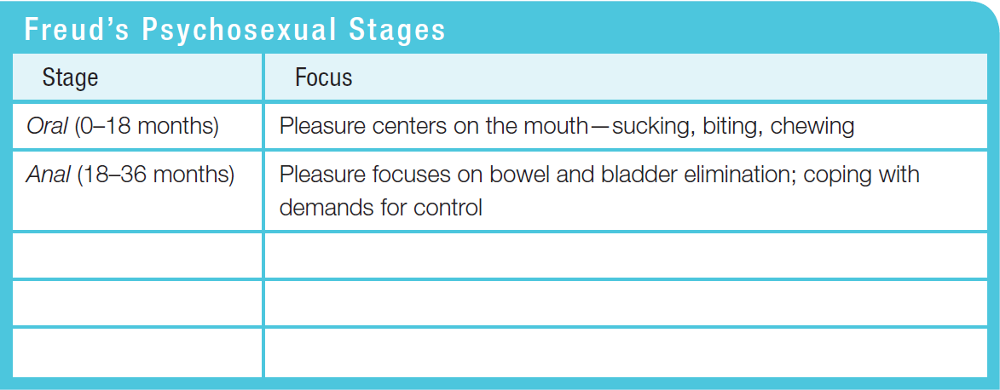 Freud’s Psychosexual Stages
Stage
Focus
Oral (0–18 months)
Pleasure centers on the mouth—sucking, biting, chewing
Anal (18–36 months)
Pleasure focuses on bowel and bladder elimination; coping with
demands for control